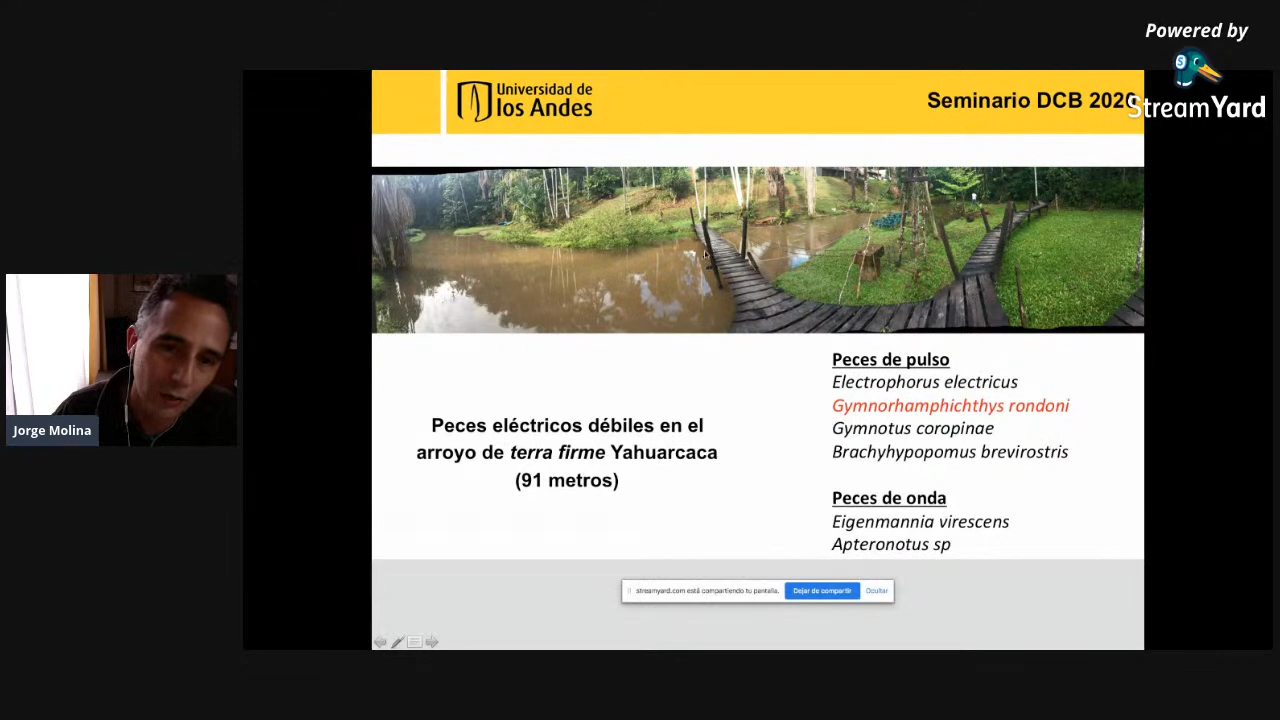 Powered by
StreamYard
Universidad de
los Andes
Seminario DCB 2020
Jorge Molina
Peces eléctricos débiles en el
arroyo de terra firme Yahuarcaca
(91 metros)
Peces de pulso
Electrophorus electricus
Gymnorhamphichthys rondoni
Gymnotus coropinae
Brachyhypopomus brevirostris
Peces de onda
Eigenmannia virescens
Apteronotus sp
streamyard.com está compartiendo tu pantalla.
Dejar de compartir
Ocultar